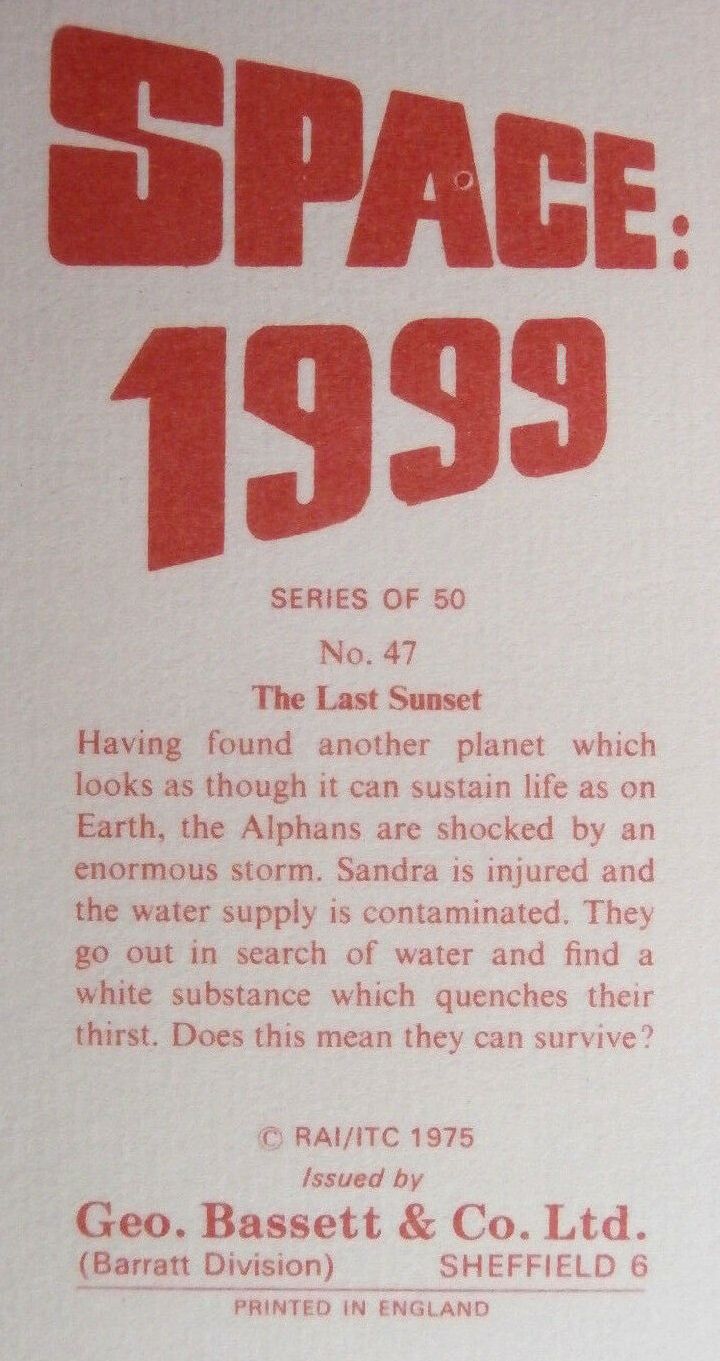 SPACE:
1999
SERIES OF 50
No. 47
The Last Sunset
Having found another planet which
looks as though it can sustain life as on
Earth, the Alphans are shocked by an
enormous storm. Sandra is injured and
the water supply is contaminated. They
go out in search of water and find a
white substance which quenches their
thirst. Does this mean they can survive?
© RAI/ITC 1975
Issued by
Geo. Bassett & Co. Ltd.
(Barratt Division) SHEFFIELD 6
PRINTED IN ENGLAND